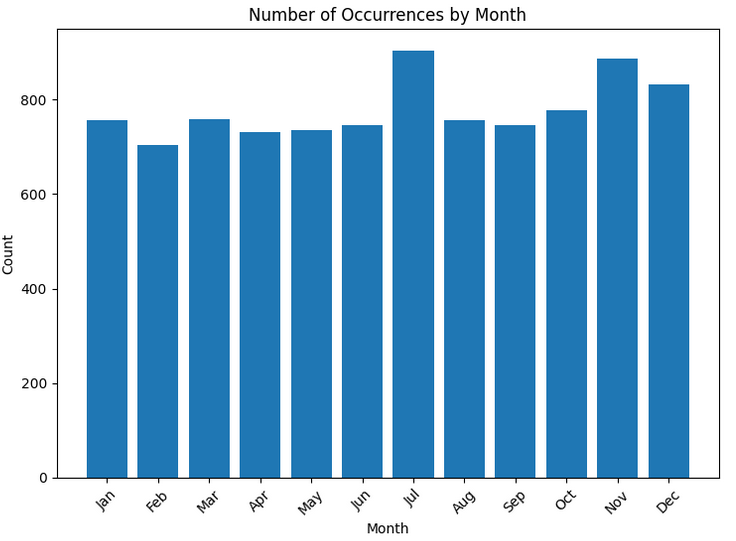 Number of Occurrences by Month
800
600
400
200
0
Count
Jan Feb Mar Apr May Jun Jul Aug Sep Oct Nov Dec
Month